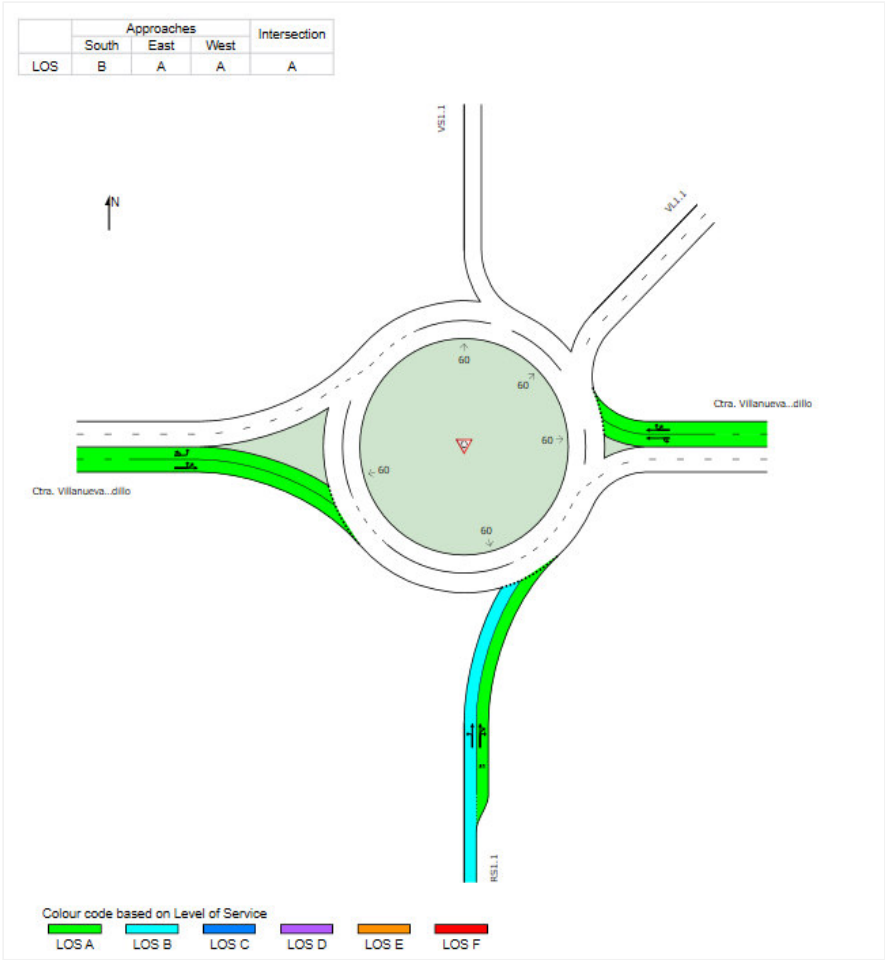 Approaches
Intersection
South East West
LOS B A A A
VS1.1
VL1.1
N
60
60
60
60
60
Ctra. Villanueva...dillo
Ctra. Villanueva...dillo
RS1.1
Colour code based on Level of Service
LOS A LOS B LOS C LOS D LOS E LOS F